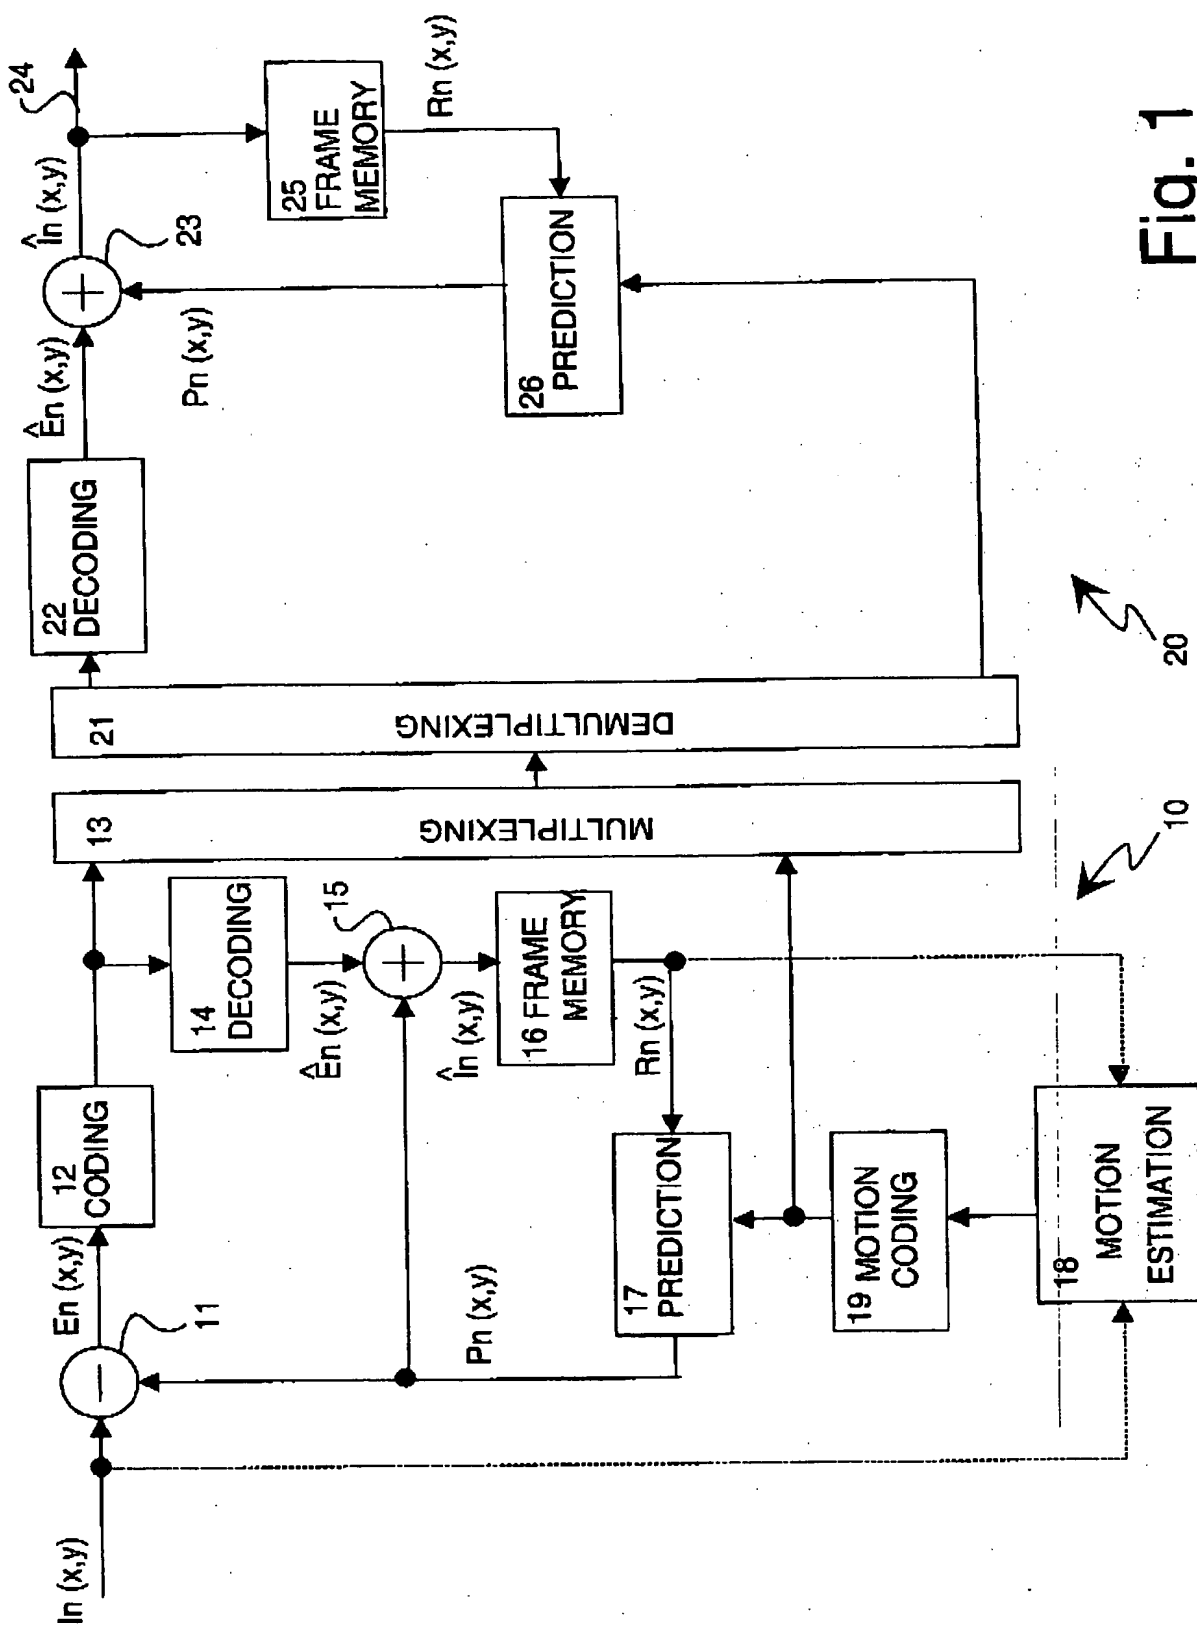 In (x,y)
En (x,y)
11
12
CODING
14
DECODING
Ên (x,y)
15
În (x,y)
16 FRAME
MEMORY
Rn (x,y)
17
PREDICTION
Pn (x,y)
19 MOTION
CODING
18
MOTION
ESTIMATION
13
MULTIPLEXING
10
21
DEMULTIPLEXING
20
22
DECODING
Ên (x,y)
23
În (x,y)
24
Pn (x,y)
25
FRAME
MEMORY
Rn (x,y)
26
PREDICTION
Fig. 1